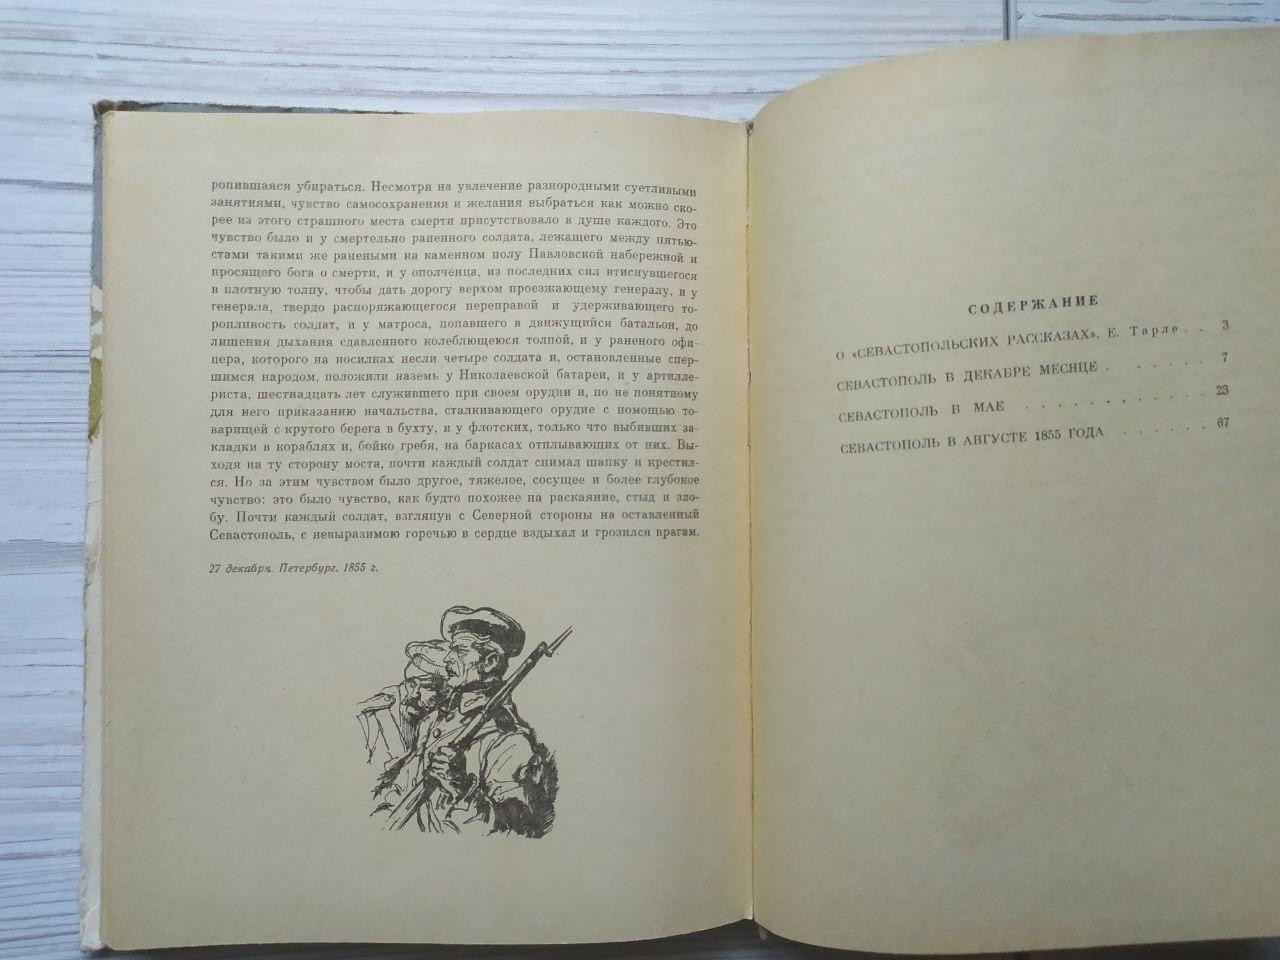 ропившаяся убираться. Несмотря на увлечение разнородными суетливыми
занятиями, чувство самосохранения и желания выбраться как можно ско-
рее из этого страшного места смерти присутствовало в душе каждого. Это
чувство было и у смертельно раненного солдата, лежащего между пятью-
стами такими же ранеными на каменном полу Павловской набережной и
просящего бога о смерти, и у ополченца, из последних сил втиснувшегося
в плотную толпу, чтобы дать дорогу верхом проезжающему генералу, и у
генерала, твердо распоряжающегося переправой и удерживающего то-
ропливость солдат, и у матроса, попавшего в движущийся батальон, до
лишения дыхания сдавленного колеблющеюся толпой, и у раненого офи-
цера, которого на носилках несли четыре солдата и, остановленные спер-
шимся народом, положили наземь у Николаевской батареи, и у артилле-
риста, шестнадцать лет служившего при своем орудии и, по не понятному
для него приказанию начальства, сталкивающего орудие с помощью то-
варищей с крутого берега в бухту, и у флотских, только что выбивших за-
кладки в кораблях и, бойко гребя, на баркасах отплывающих от них. Вы-
ходя на ту сторону моста, почти каждый солдат снимал шапку и крестил-
ся. Но за этим чувством было другое, тяжелое, сосущее и более глубокое
чувство: это было чувство, как будто похожее на раскаяние, стыд и зло-
бу. Почти каждый солдат, взглянув с Северной стороны на оставленный
Севастополь, с невыразимою горечью в сердце вздыхал и грозился врагам.
27 декабря. Петербург. 1855 г.
СОДЕРЖАНИЕ
О «СЕВАСТОПОЛЬСКИХ РАССКАЗАХ». Е. Тарле . . 3
СЕВАСТОПОЛЬ В ДЕКАБРЕ МЕСЯЦЕ . . . . . . 7
СЕВАСТОПОЛЬ В МАЕ . . . . . . . . . . . . 23
СЕВАСТОПОЛЬ В АВГУСТЕ 1855 ГОДА . . . . . . 67